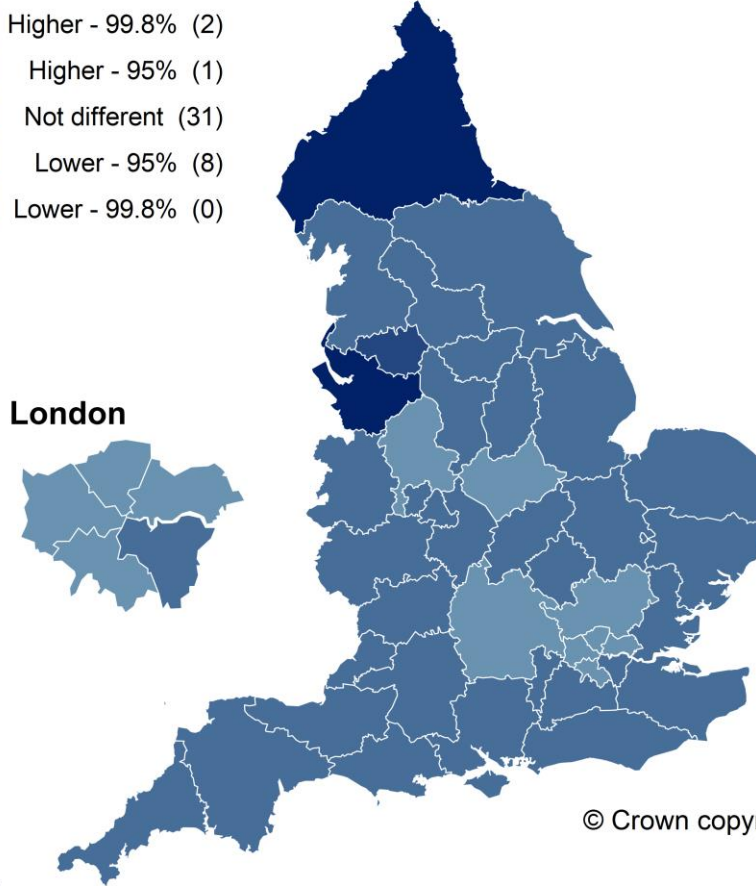 Higher - 99.8% (2)
Higher - 95% (1)
Not different (31)
Lower - 95% (8)
Lower - 99.8% (0)
London
© Crown